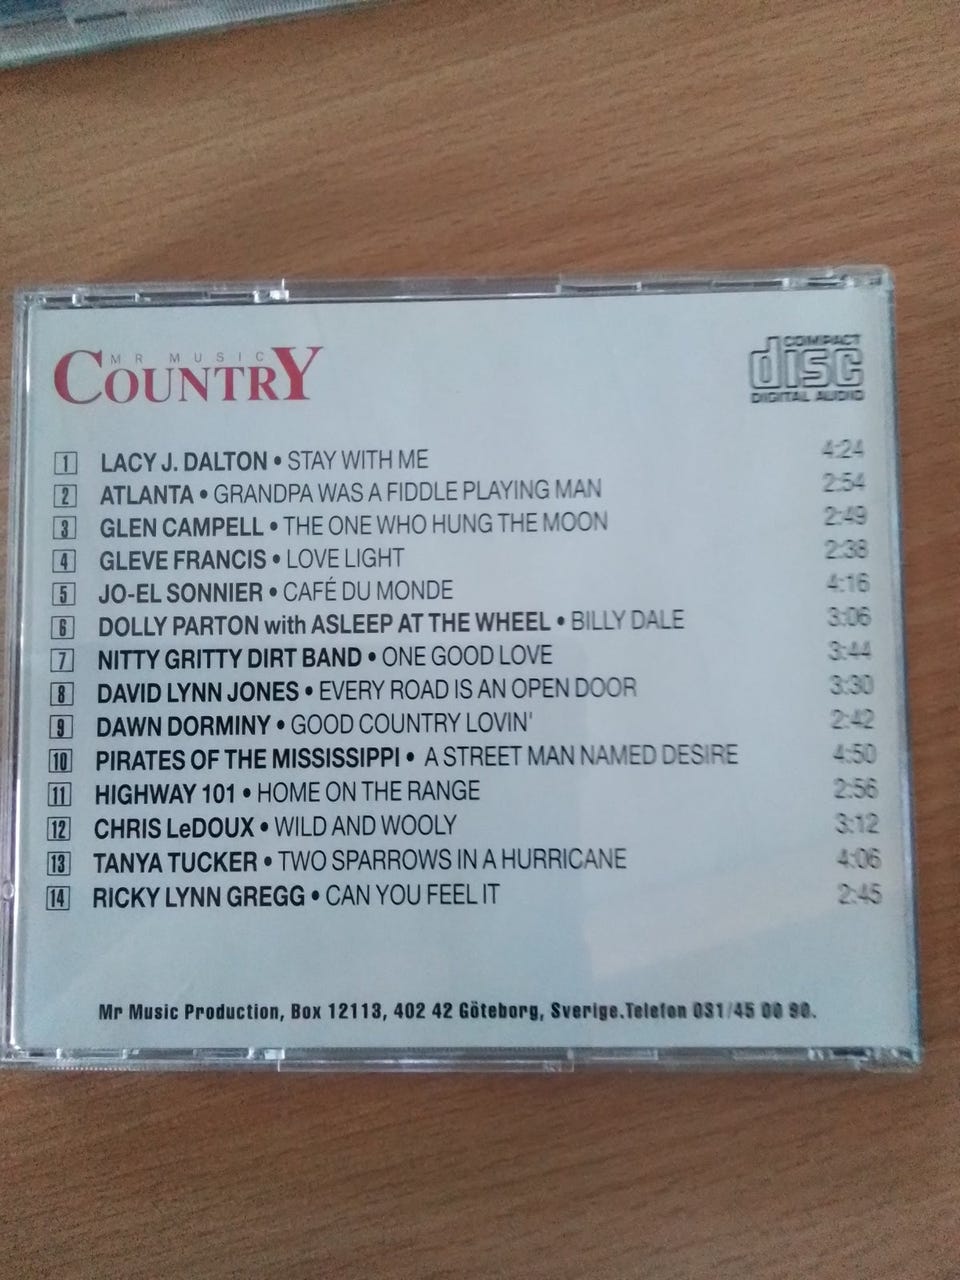 MR MUSIC
COUNTRY
COMPACT
disc
DIGITAL AUDIO
1 LACY J. DALTON • STAY WITH ME 4:24
2 ATLANTA • GRANDPA WAS A FIDDLE PLAYING MAN 2:54
3 GLEN CAMPELL • THE ONE WHO HUNG THE MOON 2:49
4 GLEVE FRANCIS • LOVE LIGHT 2:38
5 JO-EL SONNIER • CAFÉ DU MONDE 4:16
6 DOLLY PARTON with ASLEEP AT THE WHEEL • BILLY DALE 3:06
7 NITTY GRITTY DIRT BAND • ONE GOOD LOVE 3:44
8 DAVID LYNN JONES • EVERY ROAD IS AN OPEN DOOR 3:30
9 DAWN DORMINY • GOOD COUNTRY LOVIN' 2:42
10 PIRATES OF THE MISSISSIPPI • A STREET MAN NAMED DESIRE 4:50
11 HIGHWAY 101 • HOME ON THE RANGE 2:56
12 CHRIS LeDOUX • WILD AND WOOLY 3:12
13 TANYA TUCKER • TWO SPARROWS IN A HURRICANE 4:06
14 RICKY LYNN GREGG • CAN YOU FEEL IT 2:45
Mr Music Production, Box 12113, 402 42 Göteborg, Sverige.Telefon 031/45 00 90.